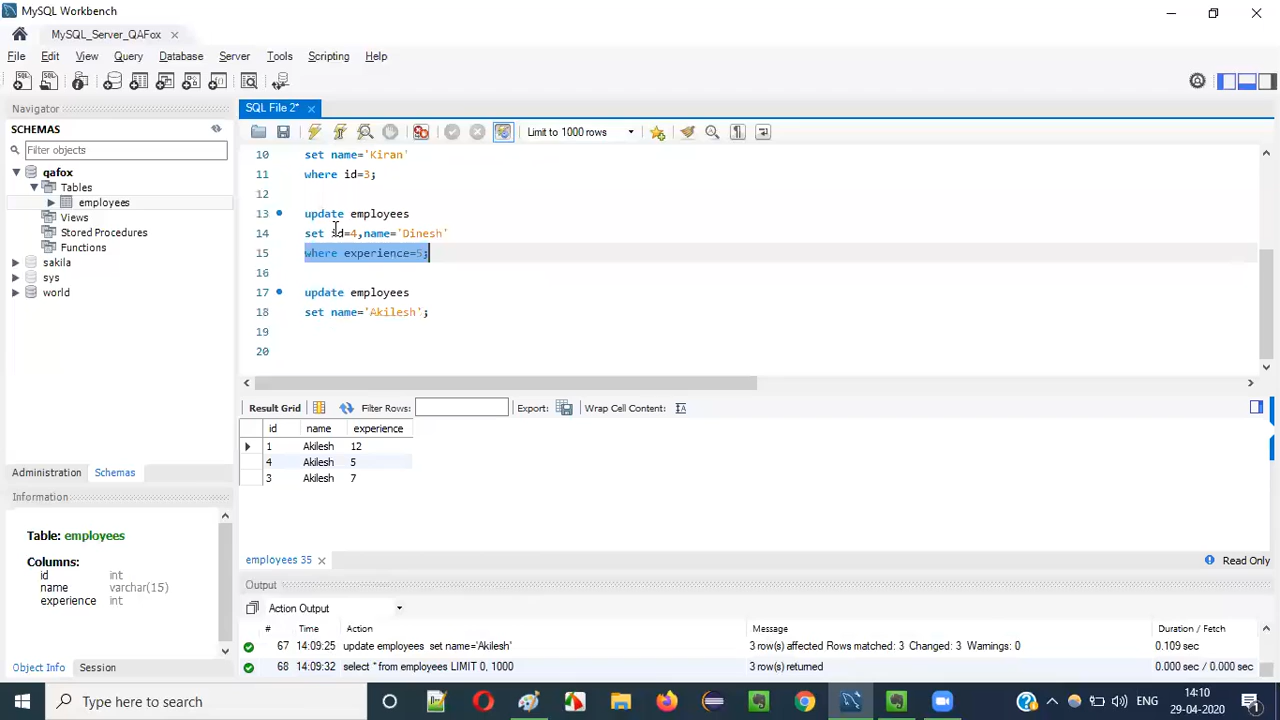 MySQL Workbench
MySQL_Server_QAFox
File Edit View Query Database Server Tools Scripting Help
Navigator
SQL File 2*
SCHEMAS
Limit to 1000 rows
Filter objects
qafox
Tables
employees
Views
Stored Procedures
Functions
sakila
sys
world
10 set name='Kiran'
11 where id=3;
12
13 update employees
14 set id=4,name='Dinesh'
15 where experience=5;
16
17 update employees
18 set name='Akilesh';
19
20
Result Grid Filter Rows: Export: Wrap Cell Content:
id name experience
1 Akilesh 12
4 Akilesh 5
3 Akilesh 7
Administration Schemas
Information
Table: employees
Columns:
id int
name varchar(15)
experience int
Object Info Session
employees 35 Read Only
Output
Action Output
# Time Action Message Duration / Fetch
67 14:09:25 update employees set name='Akilesh' 3 row(s) affected Rows matched: 3 Changed: 3 Warnings: 0 0.109 sec
68 14:09:32 select * from employees LIMIT 0, 1000 3 row(s) returned 0.000 sec / 0.000 sec
Type here to search
ENG
14:10
29-04-2020